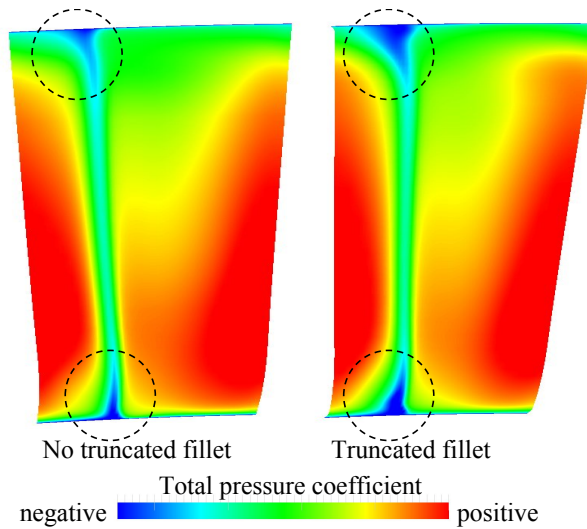 No truncated fillet
Truncated fillet
Total pressure coefficient
negative
positive